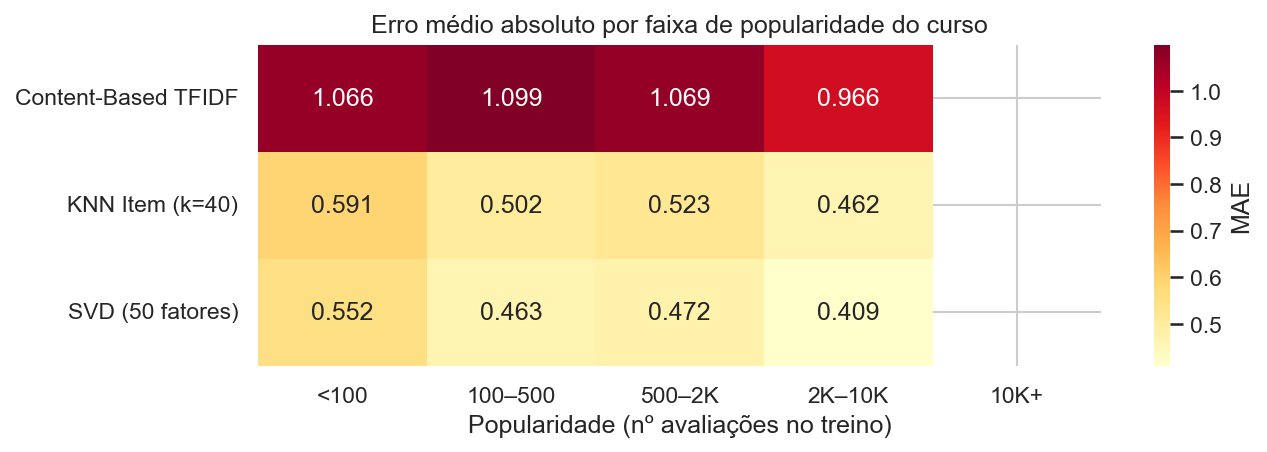 Erro médio absoluto por faixa de popularidade do curso
Content-Based TFIDF
1.066 1.099 1.069 0.966
KNN Item (k=40)
0.591 0.502 0.523 0.462
SVD (50 fatores)
0.552 0.463 0.472 0.409
<100 100–500 500–2K 2K–10K 10K+
Popularidade (nº avaliações no treino)
1.0
0.9
0.8
0.7
0.6
0.5
MAE